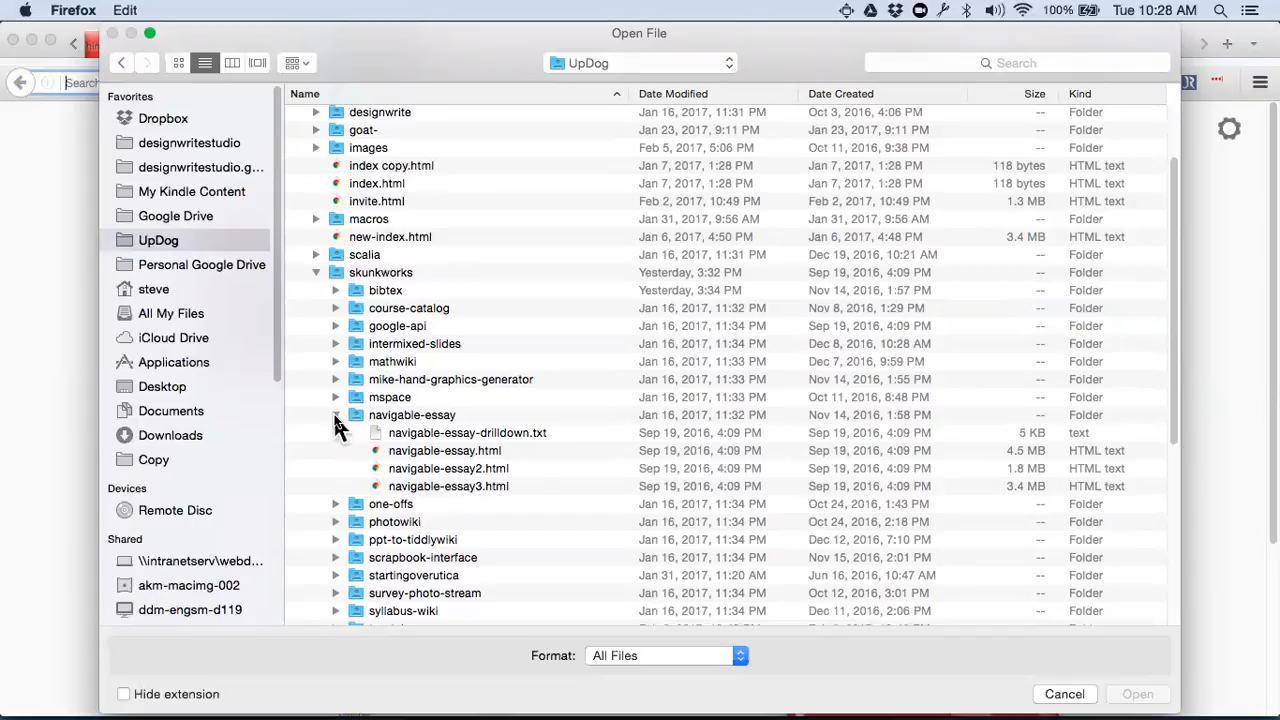 Firefox Edit 100% Tue 10:28 AM
Open File
UpDog Search
Search
Favorites
Dropbox
designwritestudio
designwritestudio.g...
My Kindle Content
Google Drive
UpDog
Personal Google Drive
steve
All My Files
iCloud Drive
Applications
Desktop
Documents
Downloads
Copy
Devices
Remote Disc
Shared
\\intranetserv\webd...
akm-macimg-002
ddm-engsm-d119
Name Date Modified Date Created Size Kind
designwrite Jan 16, 2017, 11:31 PM Oct 3, 2016, 4:06 PM -- Folder
goat- Jan 23, 2017, 9:11 PM Jan 23, 2017, 9:11 PM -- Folder
images Feb 5, 2017, 5:06 PM Oct 11, 2016, 9:38 PM -- Folder
index copy.html Jan 7, 2017, 1:28 PM Jan 7, 2017, 1:28 PM 118 bytes HTML text
index.html Jan 7, 2017, 1:28 PM Jan 7, 2017, 1:28 PM 118 bytes HTML text
invite.html Feb 2, 2017, 10:49 PM Feb 2, 2017, 10:49 PM 1.3 MB HTML text
macros Jan 31, 2017, 9:56 AM Jan 31, 2017, 9:56 AM -- Folder
new-index.html Jan 6, 2017, 4:50 PM Jan 6, 2017, 4:48 PM 3.4 MB HTML text
scalia Jan 16, 2017, 11:31 PM Dec 19, 2016, 10:21 AM -- Folder
skunkworks Yesterday, 3:32 PM Sep 19, 2016, 4:09 PM -- Folder
bibtex Yesterday, 3:34 PM Nov 14, 2016, 1:57 PM -- Folder
course-catalog Jan 16, 2017, 11:32 PM Nov 8, 2016, 1:29 PM -- Folder
google-api Jan 16, 2017, 11:34 PM Sep 19, 2016, 4:09 PM -- Folder
intermixed-slides Jan 16, 2017, 11:34 PM Dec 8, 2016, 10:28 AM -- Folder
mathwiki Jan 16, 2017, 11:33 PM Dec 7, 2016, 9:59 PM -- Folder
mike-hand-graphics-generator Jan 16, 2017, 11:33 PM Nov 14, 2016, 1:55 PM -- Folder
mspace Jan 16, 2017, 11:33 PM Oct 11, 2016, 8:48 PM -- Folder
navigable-essay Jan 16, 2017, 11:32 PM Nov 14, 2016, 1:58 PM -- Folder
navigable-essay-drilldown.txt Sep 19, 2016, 4:09 PM Sep 19, 2016, 4:09 PM 5 KB text
navigable-essay.html Sep 19, 2016, 4:09 PM Sep 19, 2016, 4:09 PM 4.5 MB HTML text
navigable-essay2.html Sep 19, 2016, 4:09 PM Sep 19, 2016, 4:09 PM 1.8 MB HTML text
navigable-essay3.html Sep 19, 2016, 4:09 PM Sep 19, 2016, 4:09 PM 3.4 MB HTML text
one-offs Jan 16, 2017, 11:34 PM Oct 24, 2016, 1:43 PM -- Folder
photowiki Jan 16, 2017, 11:34 PM Oct 24, 2016, 2:18 PM -- Folder
ppt-to-tiddlywiki Jan 16, 2017, 11:34 PM Dec 12, 2016, 7:10 PM -- Folder
scrapbook-interface Jan 16, 2017, 11:34 PM Nov 15, 2016, 2:01 PM -- Folder
startingoverutica Jan 31, 2017, 11:20 AM Jun 16, 2016, 10:47 AM -- Folder
survey-photo-stream Jan 16, 2017, 11:34 PM Oct 12, 2016, 3:01 PM -- Folder
syllabus-wiki Jan 16, 2017, 11:34 PM Dec 11, 2016, 2:06 PM -- Folder
Format: All Files
Hide extension Cancel Open